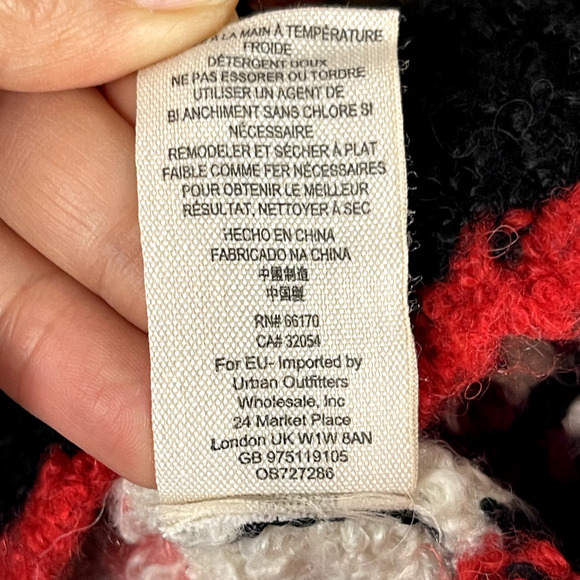 À LA MAIN À TEMPÉRATURE
FROIDE
DÉTERGENT DOUX
NE PAS ESSORER OU TORDRE
UTILISER UN AGENT DE
BLANCHIMENT SANS CHLORE SI
NÉCESSAIRE
REMODELER ET SÉCHER À PLAT
FAIBLE COMME FER NÉCESSAIRES
POUR OBTENIR LE MEILLEUR
RÉSULTAT, NETTOYER À SEC
HECHO EN CHINA
FABRICADO NA CHINA
中國制造
中国製
RN# 66170
CA# 32054
For EU- Imported by
Urban Outfitters
Wholesale, Inc
24 Market Place
London UK W1W 8AN
GB 975119105
OB727286